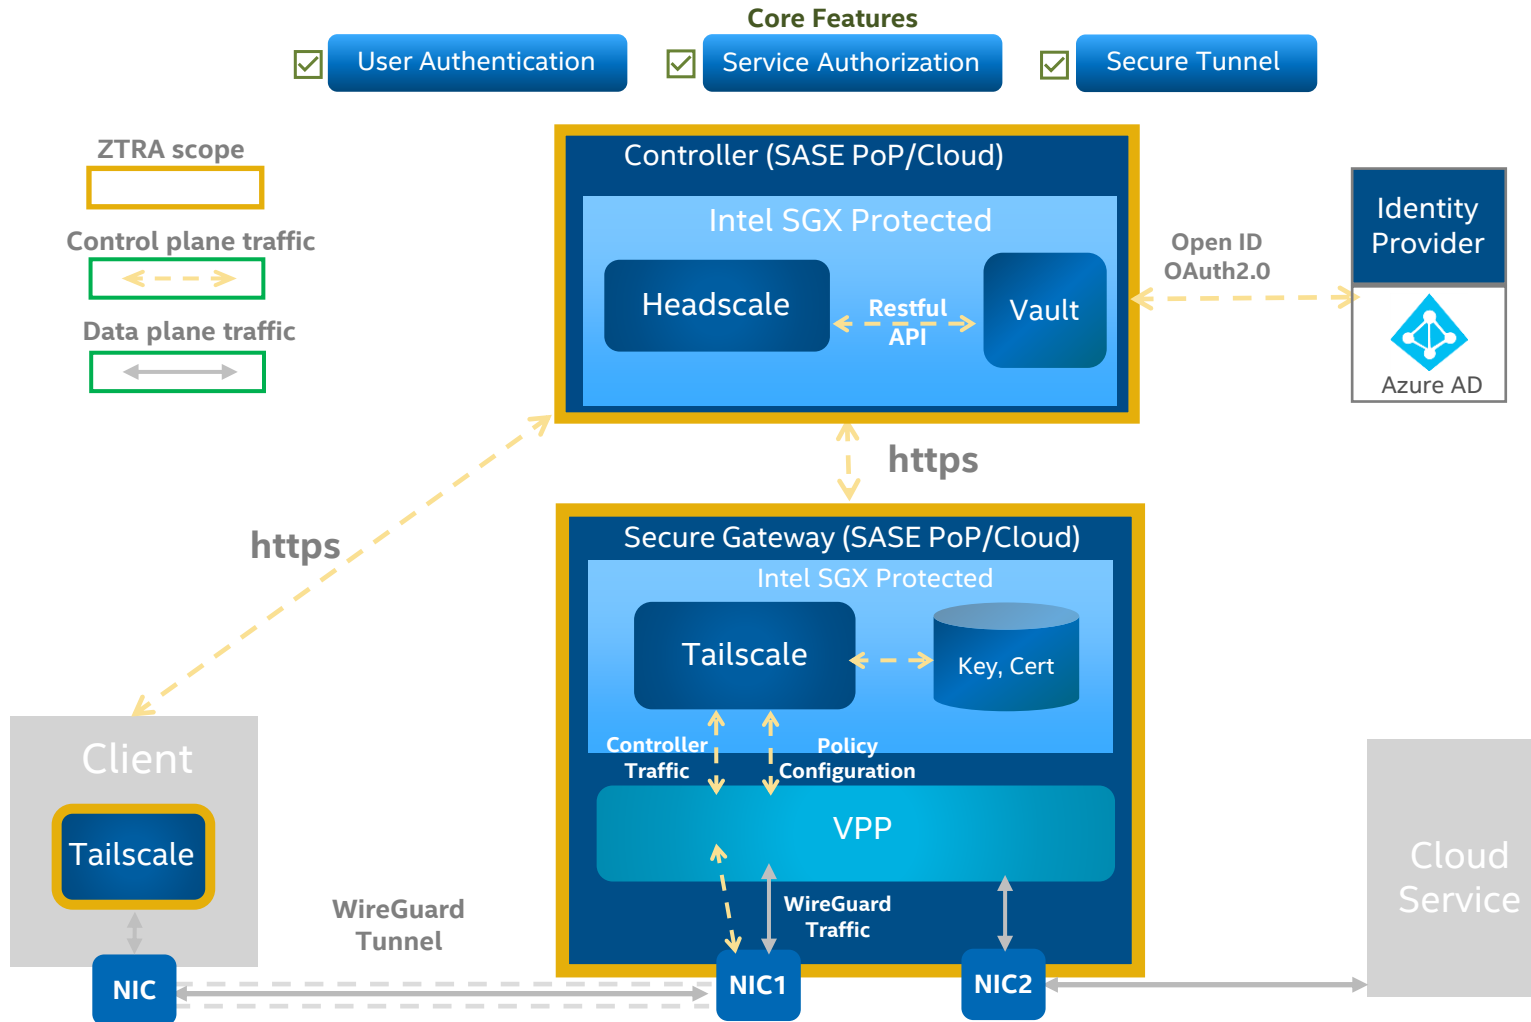 Core Features
User Authentication
Service Authorization
Secure Tunnel
ZTRA scope
Control plane traffic
Data plane traffic
Controller (SASE PoP/Cloud)
Intel SGX Protected
Headscale
Restful
API
Vault
Open ID
OAuth2.0
Identity
Provider
Azure AD
https
https
Secure Gateway (SASE PoP/Cloud)
Intel SGX Protected
Tailscale
Key, Cert
Controller
Traffic
Policy
Configuration
VPP
WireGuard
Traffic
NIC1
NIC2
Client
Tailscale
NIC
WireGuard
Tunnel
Cloud
Service